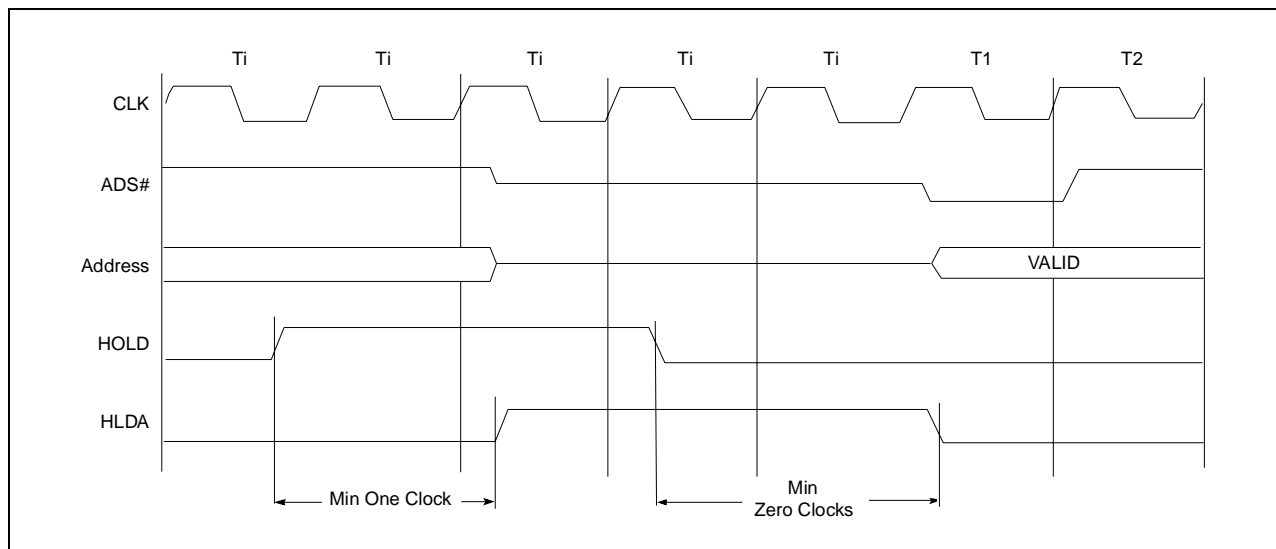 Ti Ti Ti Ti Ti T1 T2
CLK
ADS#
Address
VALID
HOLD
HLDA
Min One Clock
Min
Zero Clocks